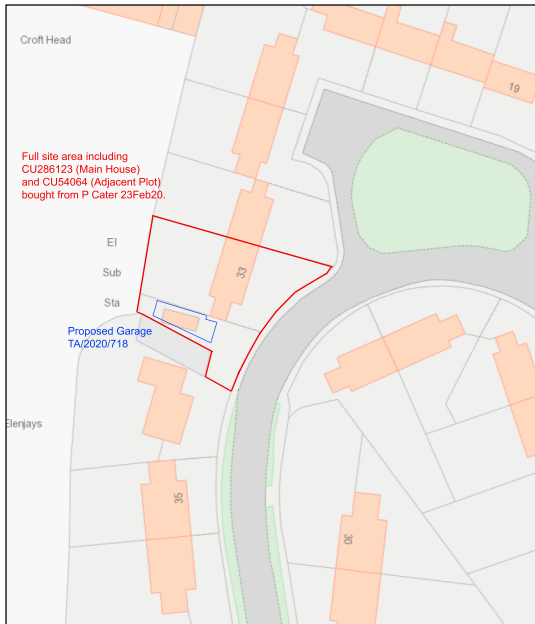 Croft Head
19
Full site area including
CU286123 (Main House)
and CU54064 (Adjacent Plot)
bought from P Cater 23Feb20.
El
Sub
Sta
33
Proposed Garage
TA/2020/718
Elenjays
35
30